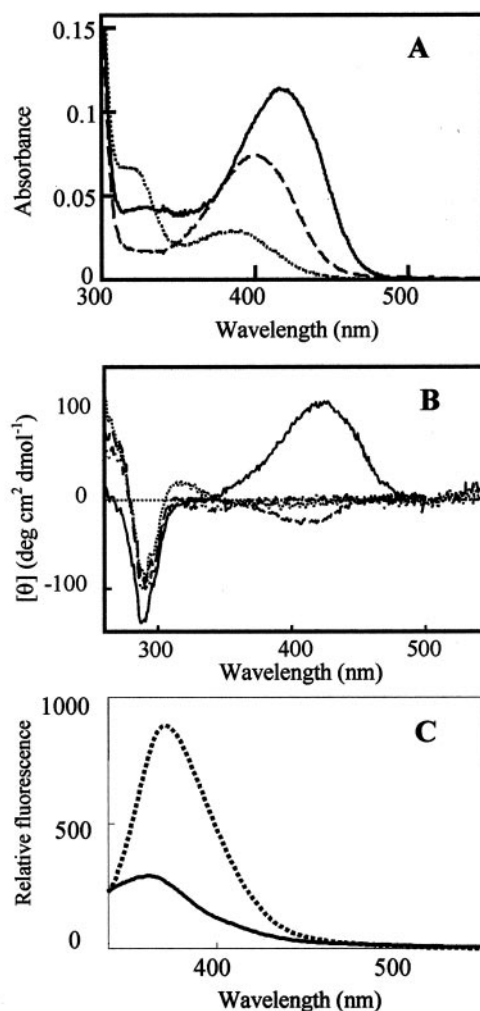 A
0.15
0.1
0.05
0
Absorbance
300 400 500
Wavelength (nm)
B
100
0
-100
[θ] (deg cm² dmol⁻¹)
300 400 500
Wavelength (nm)
C
1000
500
0
Relative fluorescence
400 500
Wavelength (nm)